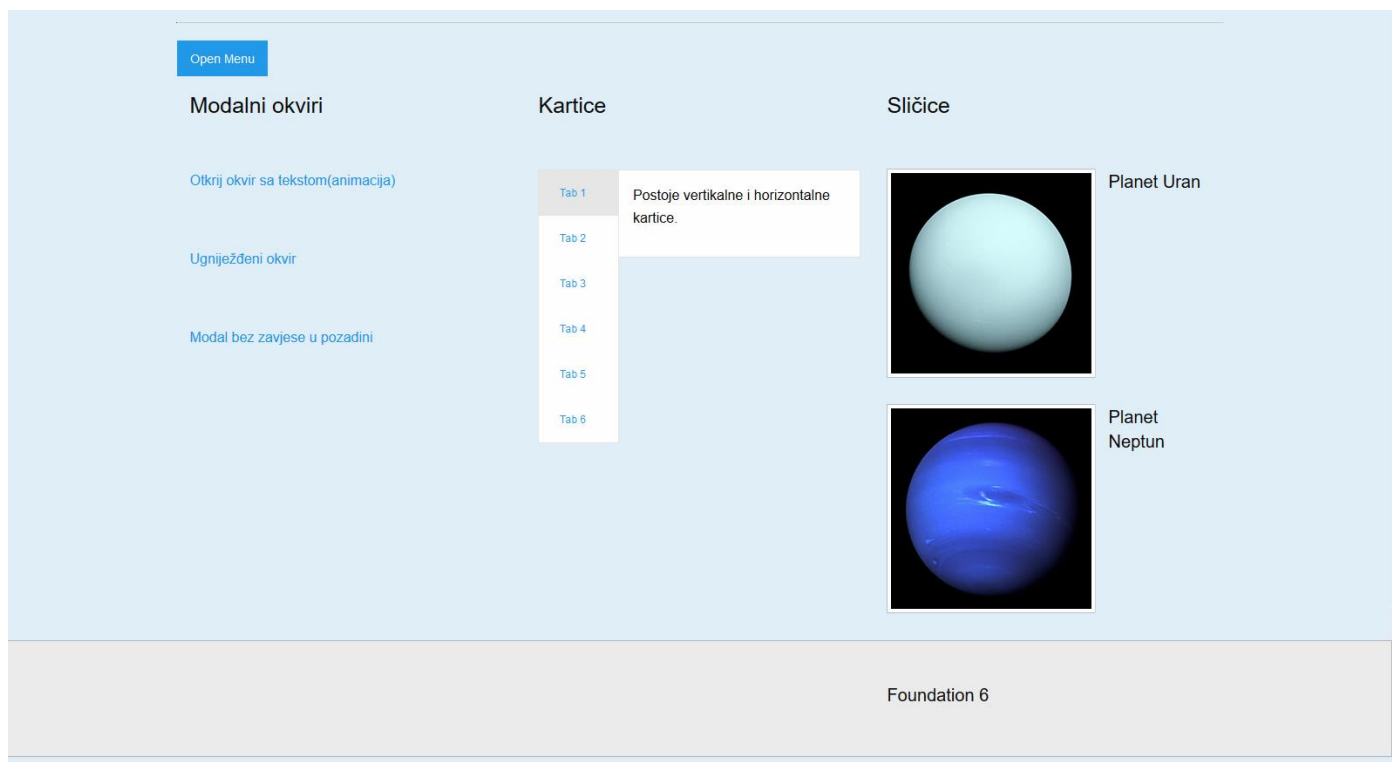 Open Menu
Modalni okviri
Otkrij okvir sa tekstom(animacija)
Ugniježđeni okvir
Modal bez zavjese u pozadini
Kartice
Tab 1
Tab 2
Tab 3
Tab 4
Tab 5
Tab 6
Postoje vertikalne i horizontalne
kartice.
Sličice
Planet Uran
Planet
Neptun
Foundation 6